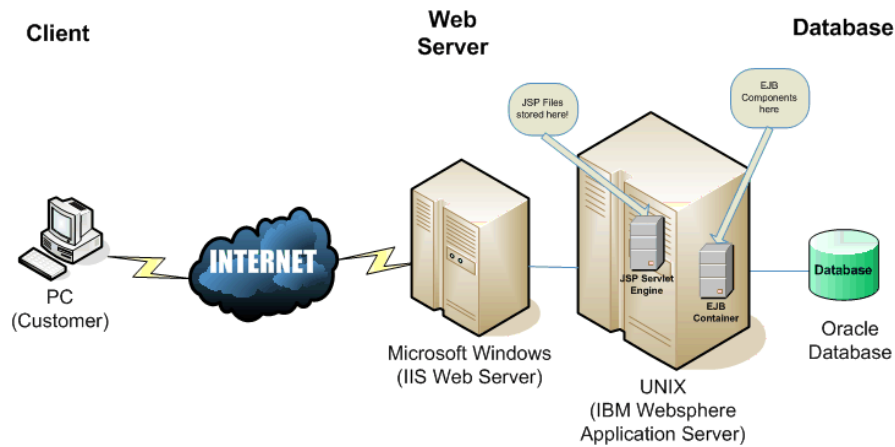 Client
Web
Server
Database
JSP Files
stored here!
EJB
Components
here
INTERNET
JSP Servlet
Engine
EJB
Container
Database
PC
(Customer)
Microsoft Windows
(IIS Web Server)
UNIX
(IBM Websphere
Application Server)
Oracle
Database